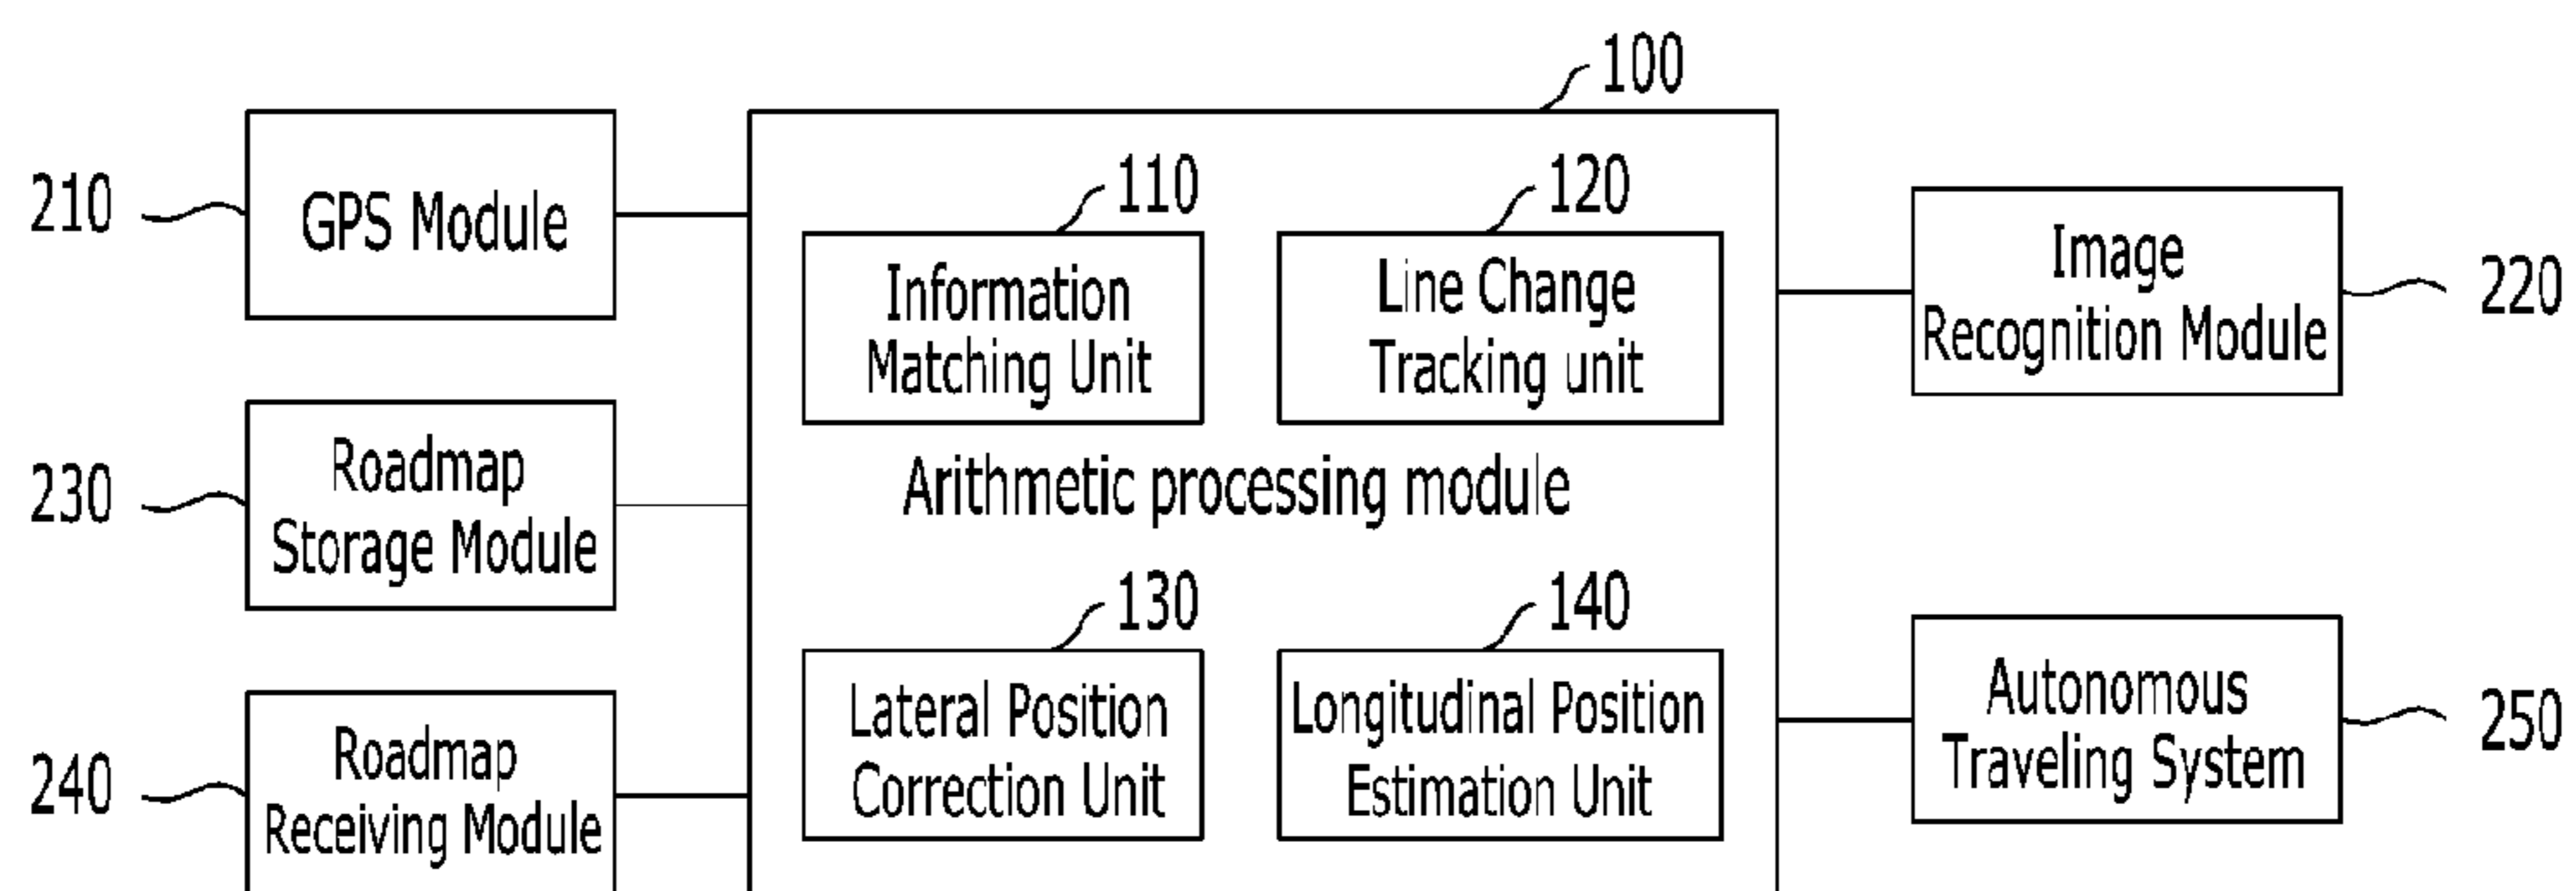 100
210
GPS Module
110
Information
Matching Unit
120
Line Change
Tracking unit
Image
Recognition Module
220
230
Roadmap
Storage Module
Arithmetic processing module
240
Roadmap
Receiving Module
130
Lateral Position
Correction Unit
140
Longitudinal Position
Estimation Unit
Autonomous
Traveling System
250